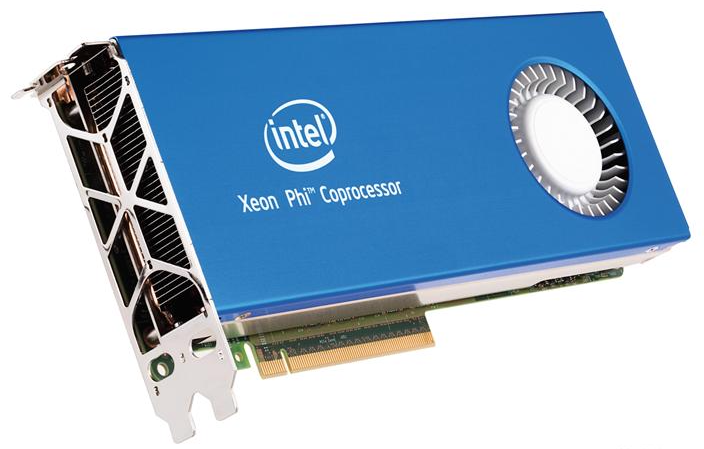 intel
Xeon Phi™ Coprocessor